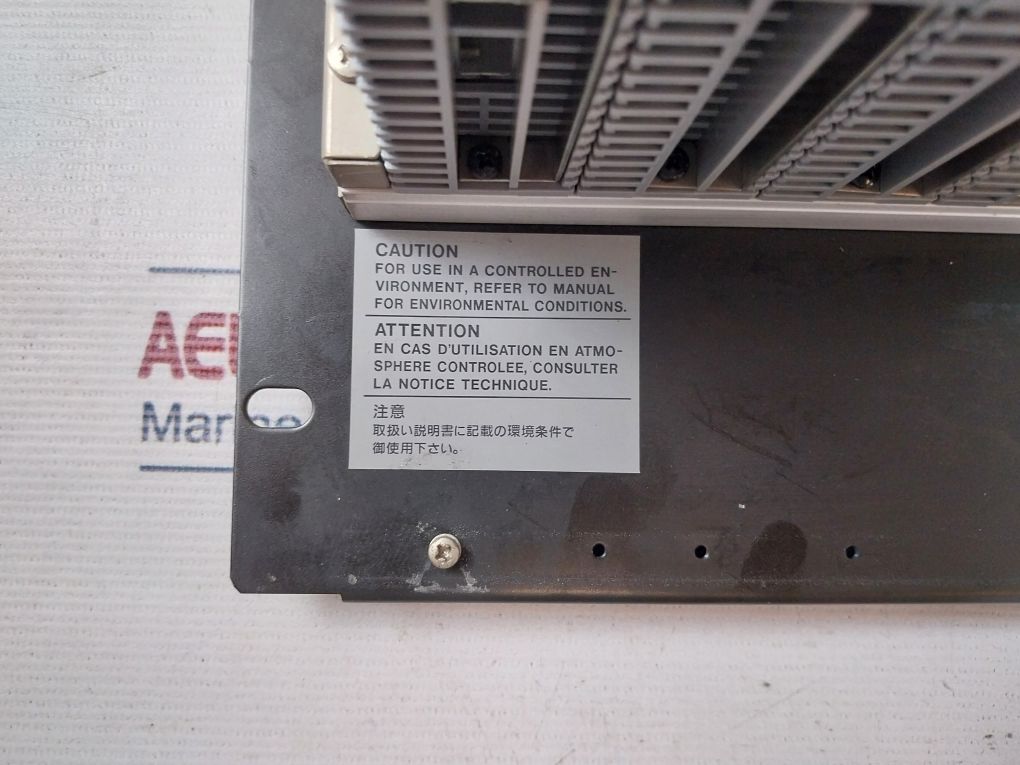 CAUTION
FOR USE IN A CONTROLLED EN-
VIRONMENT, REFER TO MANUAL
FOR ENVIRONMENTAL CONDITIONS.
ATTENTION
EN CAS D'UTILISATION EN ATMO-
SPHERE CONTROLEE, CONSULTER
LA NOTICE TECHNIQUE.
注意
取扱い説明書に記載の環境条件で
御使用下さい。